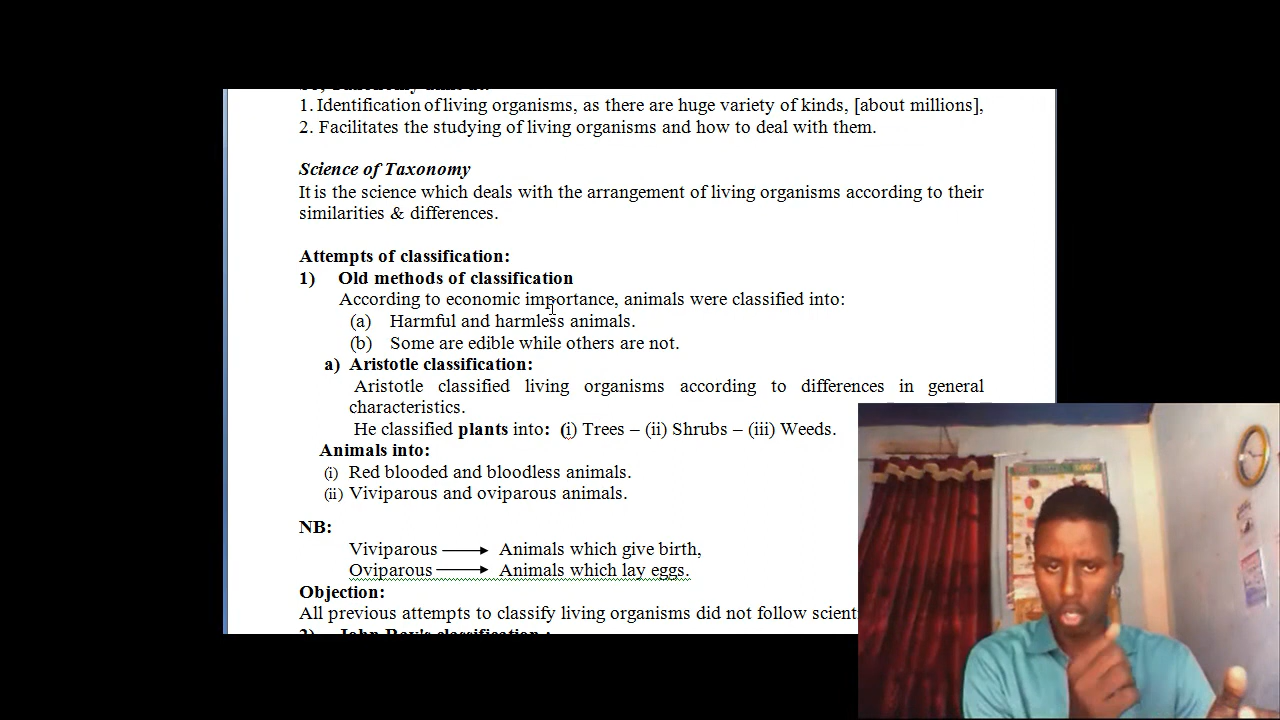 1. Identification of living organisms, as there are huge variety of kinds, [about millions],
2. Facilitates the studying of living organisms and how to deal with them.
Science of Taxonomy
It is the science which deals with the arrangement of living organisms according to their
similarities & differences.
Attempts of classification:
1) Old methods of classification
According to economic importance, animals were classified into:
(a) Harmful and harmless animals.
(b) Some are edible while others are not.
a) Aristotle classification:
Aristotle classified living organisms according to differences in general
characteristics.
He classified plants into: (i) Trees – (ii) Shrubs – (iii) Weeds.
Animals into:
(i) Red blooded and bloodless animals.
(ii) Viviparous and oviparous animals.
NB:
Viviparous → Animals which give birth,
Oviparous → Animals which lay eggs.
Objection:
All previous attempts to classify living organisms did not follow